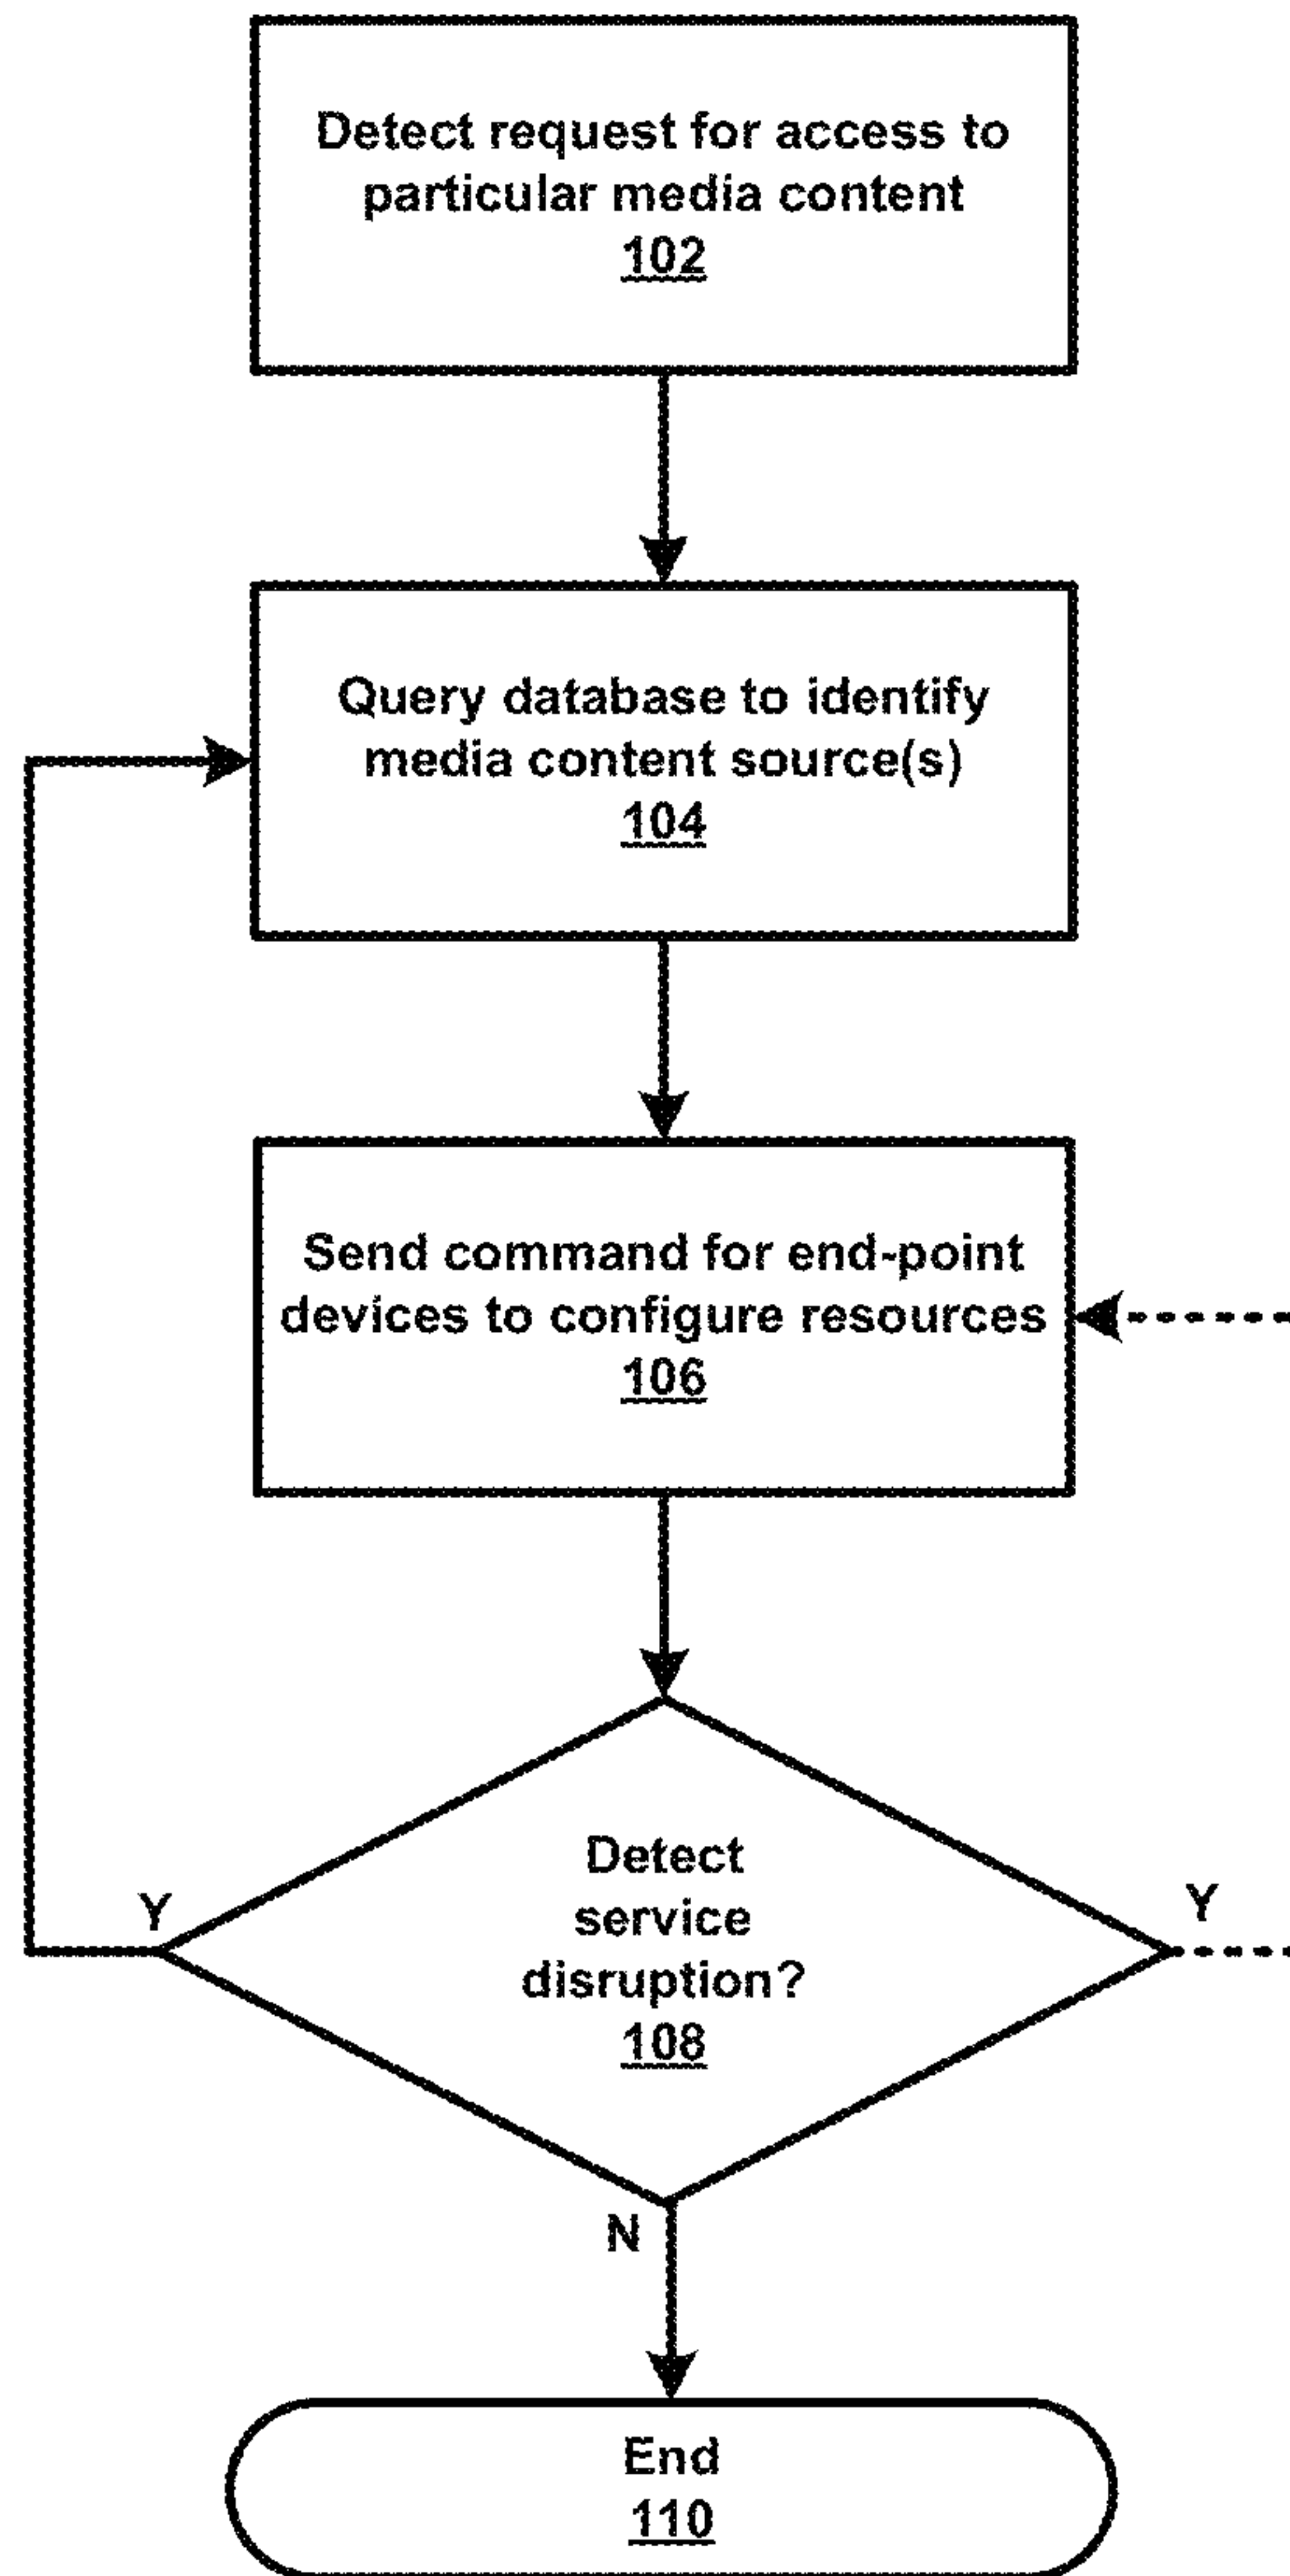 Detect request for access to
particular media content
102
Query database to identify
media content source(s)
104
Send command for end-point
devices to configure resources
106
Detect
service
disruption?
108
Y
Y
N
End
110